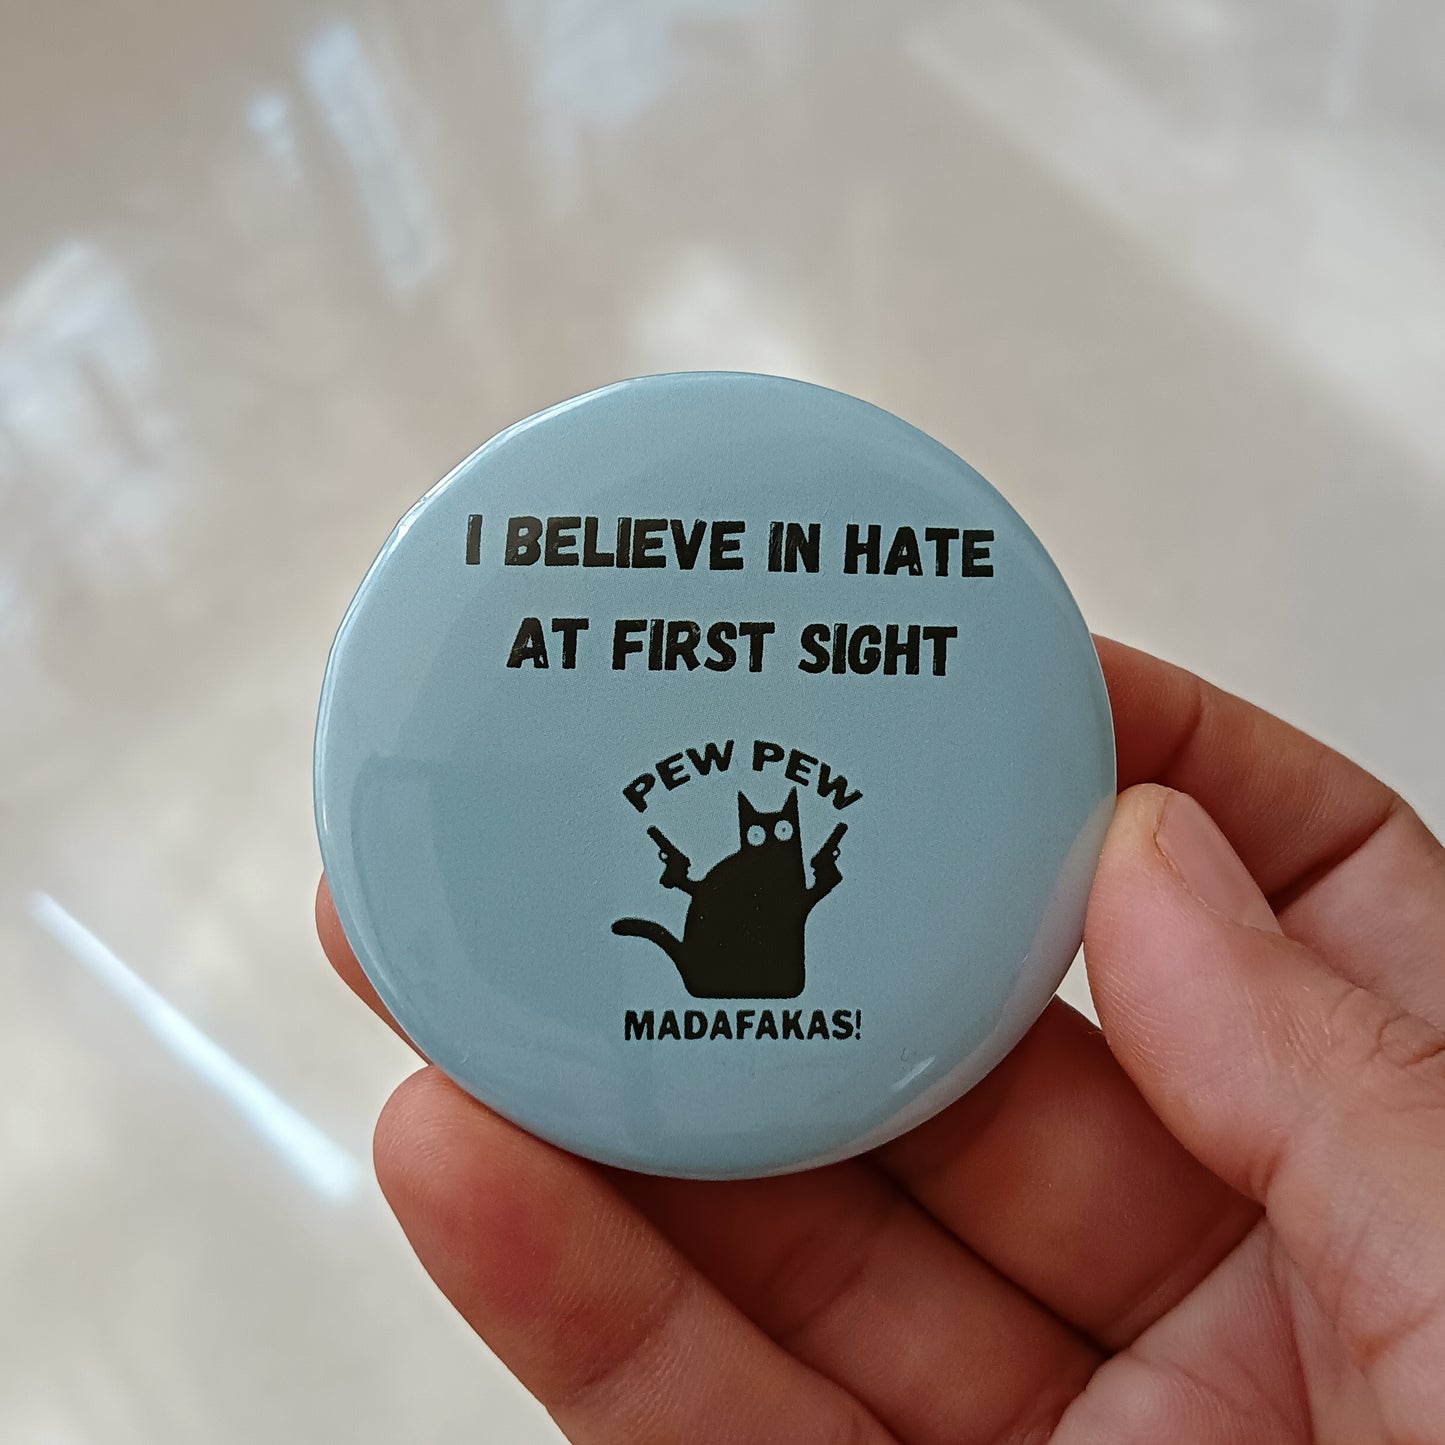 I BELIEVE IN HATE
AT FIRST SIGHT
PEW PEW
MADAFAKAS!